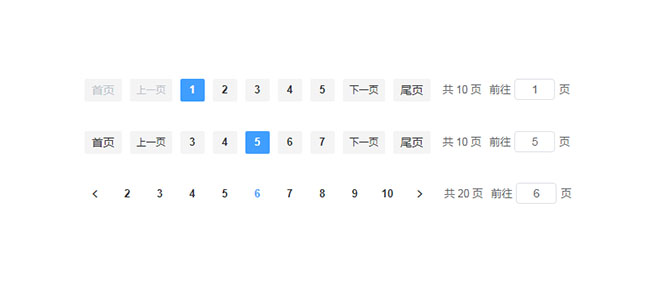 首页 上一页 1 2 3 4 5 下一页 尾页 共 10 页 前往 1 页
首页 上一页 3 4 5 6 7 下一页 尾页 共 10 页 前往 5 页
< 2 3 4 5 6 7 8 9 10 > 共 20 页 前往 6 页